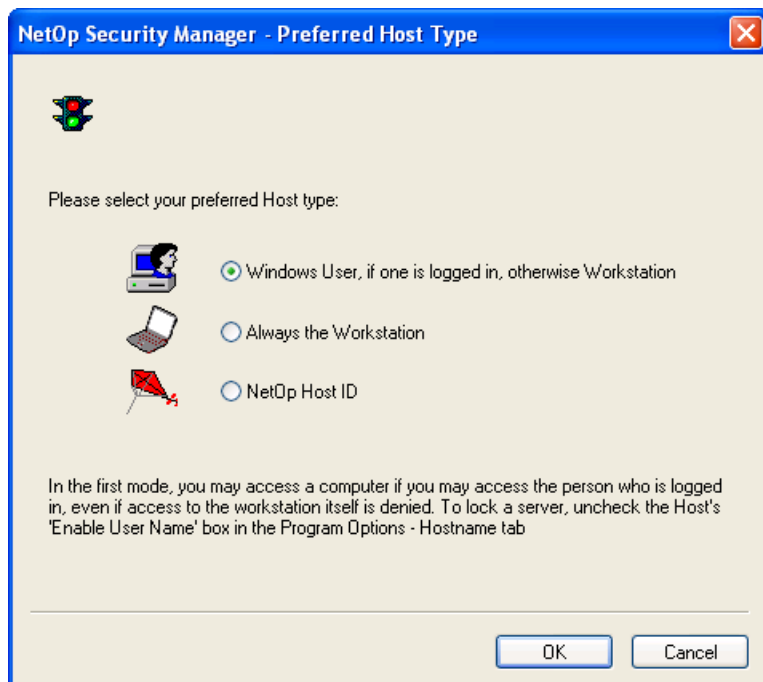 NetOp Security Manager - Preferred Host Type
Please select your preferred Host type:
Windows User, if one is logged in, otherwise Workstation
Always the Workstation
NetOp Host ID
In the first mode, you may access a computer if you may access the person who is logged
in, even if access to the workstation itself is denied. To lock a server, uncheck the Host's
'Enable User Name' box in the Program Options - Hostname tab
OK
Cancel